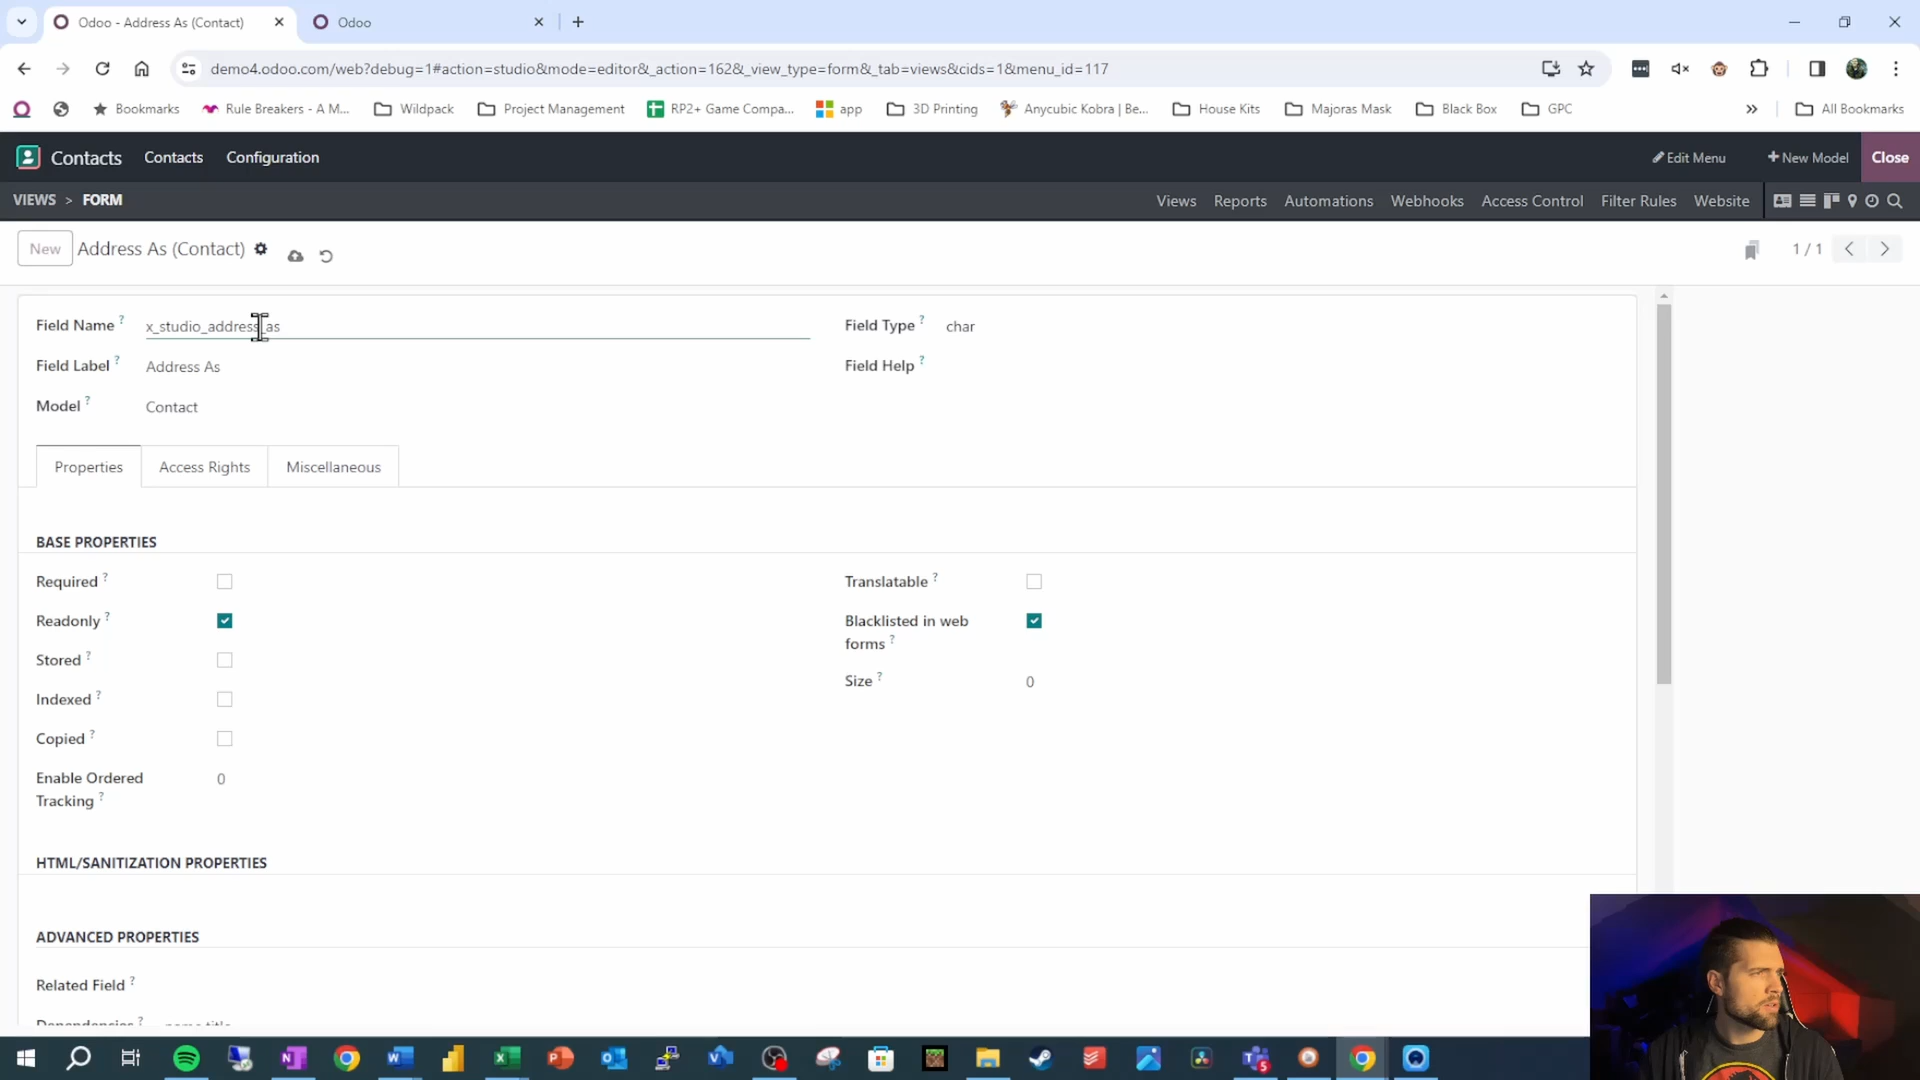 Odoo - Address As (Contact)
Odoo
demo4.odoo.com/web?debug=1#action=studio&mode=editor&_action=162&_view_type=form&_tab=views&cids=1&menu_id=117
Bookmarks
Rule Breakers - A M...
Wildpack
Project Management
RP2+ Game Compa...
app
3D Printing
Anycubic Kobra | Be...
House Kits
Majoras Mask
Black Box
GPC
»
All Bookmarks
Contacts
Contacts
Configuration
Edit Menu
+New Model
Close
VIEWS > FORM
Views
Reports
Automations
Webhooks
Access Control
Filter Rules
Website
New
Address As (Contact)
1 / 1
Field Name ?
x_studio_address_as
Field Type ?
char
Field Label ?
Address As
Field Help ?
Model ?
Contact
Properties
Access Rights
Miscellaneous
BASE PROPERTIES
Required ?
Translatable ?
Readonly ?
Blacklisted in web
forms ?
Stored ?
Size ?
0
Indexed ?
Copied ?
Enable Ordered
Tracking ?
0
HTML/SANITIZATION PROPERTIES
ADVANCED PROPERTIES
Related Field ?
Dependencies ?
name,title